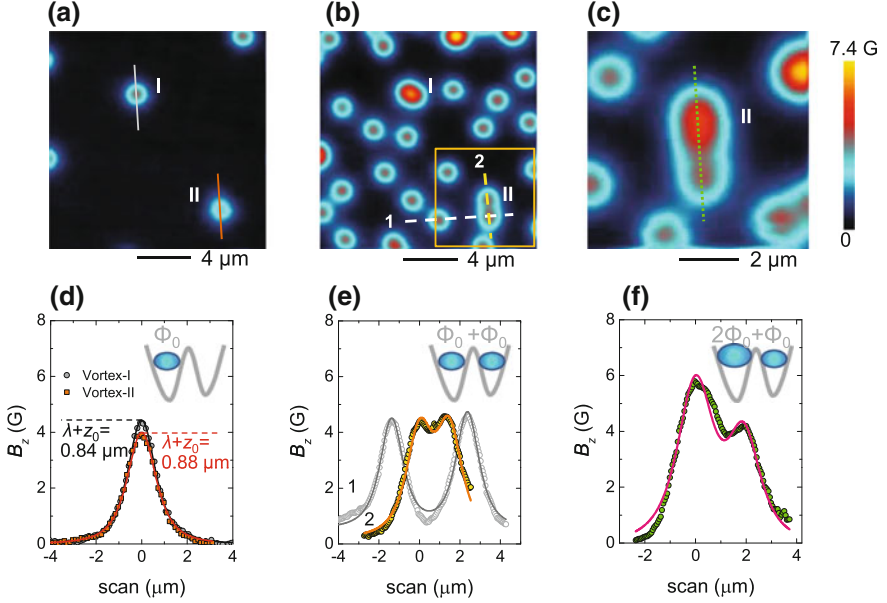 (a)
(b)
(c)
I
II
I
2
II
1
II
7.4 G
0
4 μm
4 μm
2 μm
(d)
(e)
(f)
8
6
4
2
0
B_z (G)
Φ₀
Vortex-I
Vortex-II
λ+z₀=
0.84 μm
λ+z₀=
0.88 μm
-4 -2 0 2 4
scan (μm)
8
6
4
2
0
B_z (G)
Φ₀+Φ₀
1
2
-4 -2 0 2 4
scan (μm)
8
6
4
2
0
B_z (G)
2Φ₀+Φ₀
-2 0 2 4
scan (μm)